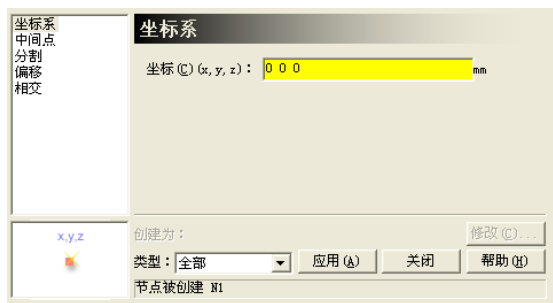 坐标系
中间点
分割
偏移
相交
坐标系
坐标(C)(x,y,z)： 0 0 0 mm
x,y,z
创建为：
修改(C)...
类型：全部 应用(A) 关闭 帮助(H)
节点被创建 N1